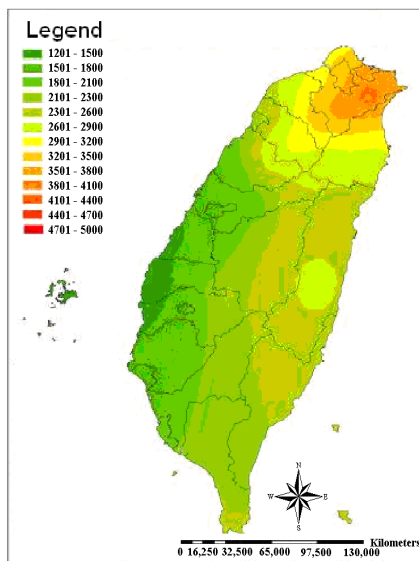 Legend
1201 - 1500
1501 - 1800
1801 - 2100
2101 - 2300
2301 - 2600
2601 - 2900
2901 - 3200
3201 - 3500
3501 - 3800
3801 - 4100
4101 - 4400
4401 - 4700
4701 - 5000
N
W E
S
Kilometers
0 16,250 32,500 65,000 97,500 130,000